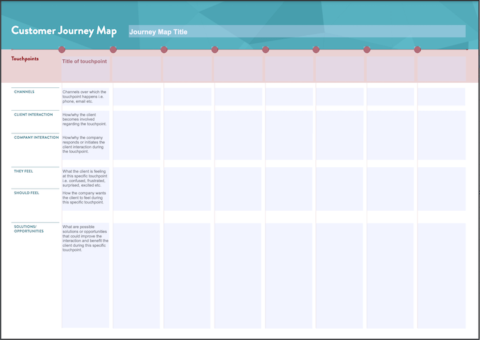 Customer Journey Map
Journey Map Title
Touchpoints
Title of touchpoint
CHANNELS
Channels over which the
touchpoint happens i.e.
phone, email etc.
CLIENT INTERACTION
How/why the client
becomes involved
regarding the touchpoint
COMPANY INTERACTION
How/why the company
responds or initiates the
client interaction during
the touchpoint.
THEY FEEL
What the client is feeling
at this specific touchpoint
i.e. confused, frustrated,
surprised, excited etc.
SHOULD FEEL
How the company wants
the client to feel during
this specific touchpoint.
SOLUTIONS/
OPPORTUNITIES
What are possible
solutions or opportunities
that could improve the
interaction and benefit the
client during this specific
touchpoint.